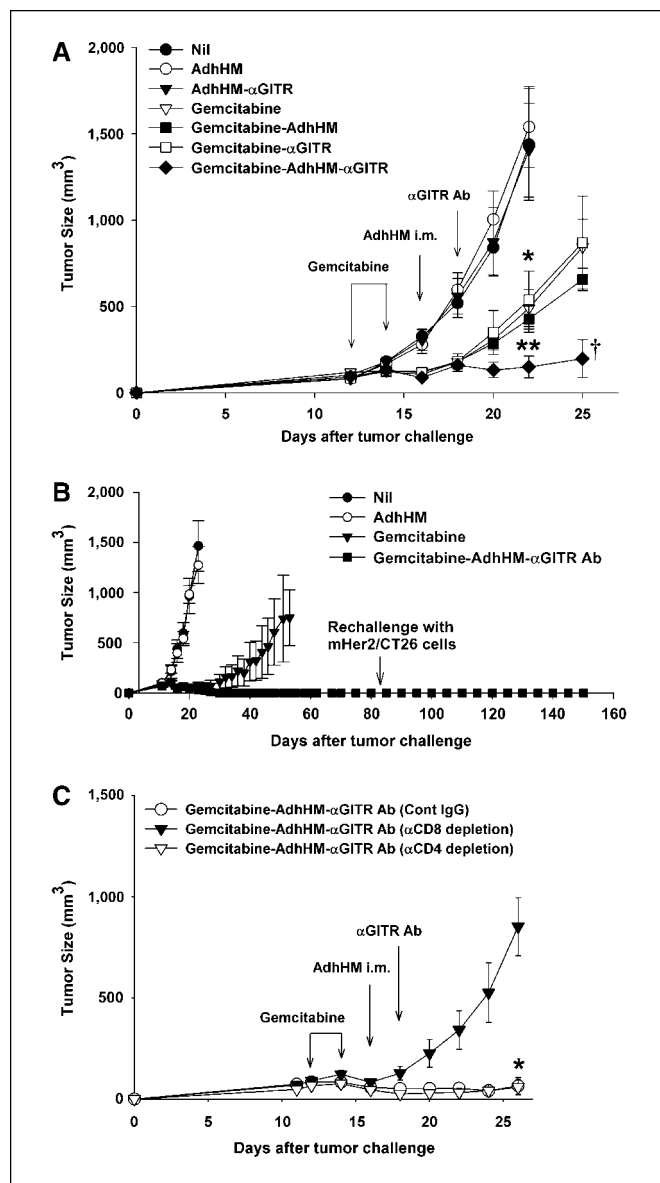 A
Nil
AdhHM
AdhHM-αGITR
Gemcitabine
Gemcitabine-AdhHM
Gemcitabine-αGITR
Gemcitabine-AdhHM-αGITR
αGITR Ab
AdhHM i.m.
Gemcitabine
*
**
†
Tumor Size (mm³)
2,000
1,500
1,000
500
0
0 5 10 15 20 25
Days after tumor challenge
B
Nil
AdhHM
Gemcitabine
Gemcitabine-AdhHM-αGITR Ab
Rechallenge with
mHer2/CT26 cells
Tumor Size (mm³)
2,000
1,500
1,000
500
0
0 20 40 60 80 100 120 140 160
Days after tumor challenge
C
Gemcitabine-AdhHM-αGITR Ab (Cont IgG)
Gemcitabine-AdhHM-αGITR Ab (αCD8 depletion)
Gemcitabine-AdhHM-αGITR Ab (αCD4 depletion)
αGITR Ab
AdhHM i.m.
Gemcitabine
*
Tumor Size (mm³)
1,500
1,000
500
0
0 5 10 15 20 25
Days after tumor challenge